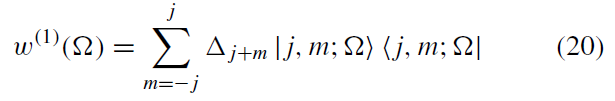 w^{(1)}(Ω) = \sum_{m=-j}^{j} Δ_{j+m} |j, m; Ω⟩ ⟨j, m; Ω| (20)